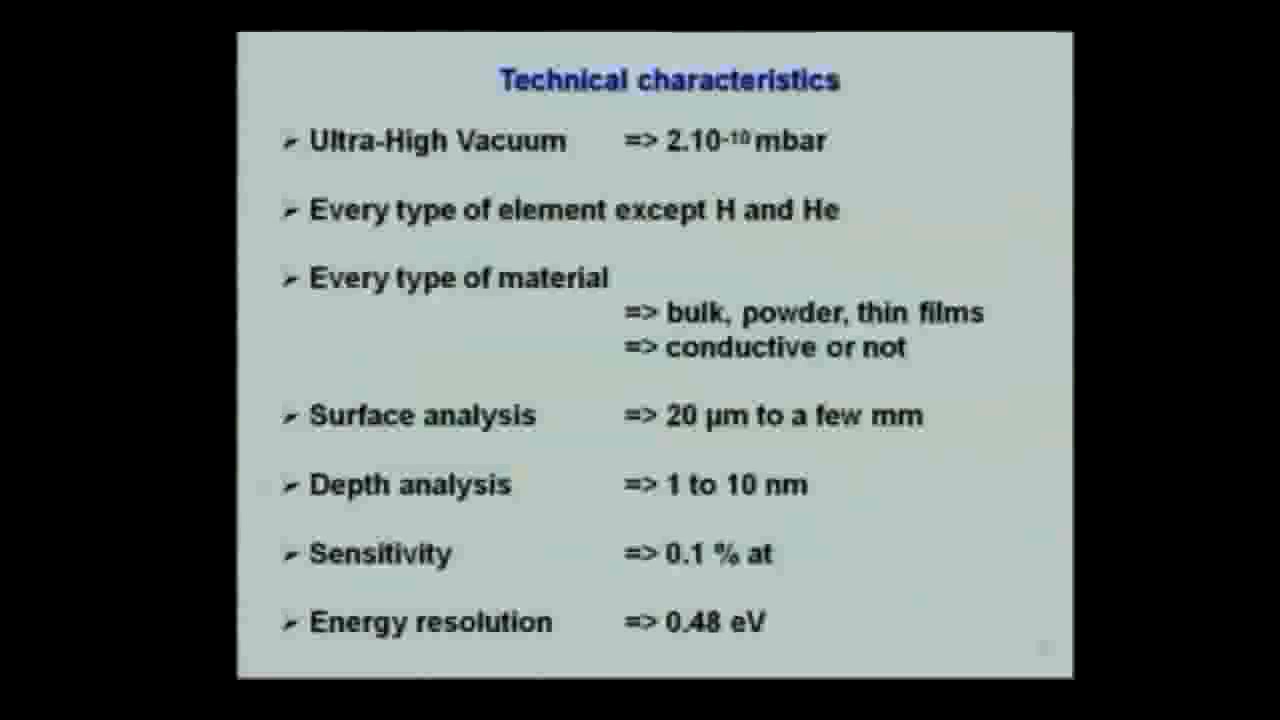 Technical characteristics
➢ Ultra-High Vacuum => 2.10⁻¹⁰ mbar
➢ Every type of element except H and He
➢ Every type of material
=> bulk, powder, thin films
=> conductive or not
➢ Surface analysis => 20 µm to a few mm
➢ Depth analysis => 1 to 10 nm
➢ Sensitivity => 0.1 % at
➢ Energy resolution => 0.48 eV